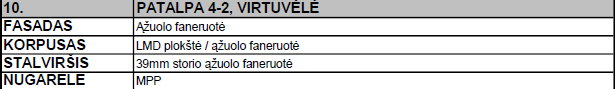 10. PATALPA 4-2, VIRTUVĖLĖ
FASADAS Ąžuolo faneruotė
KORPUSAS LMD plokštė / ąžuolo faneruotė
STALVIRŠIS 39mm storio ąžuolo faneruotė
NUGARĖLĖ MPP